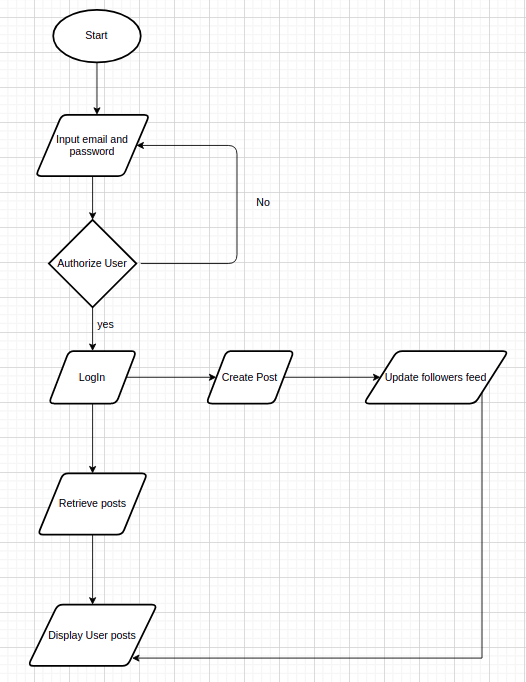 Start
Input email and
password
No
Authorize User
yes
LogIn
Create Post
Update followers feed
Retrieve posts
Display User posts